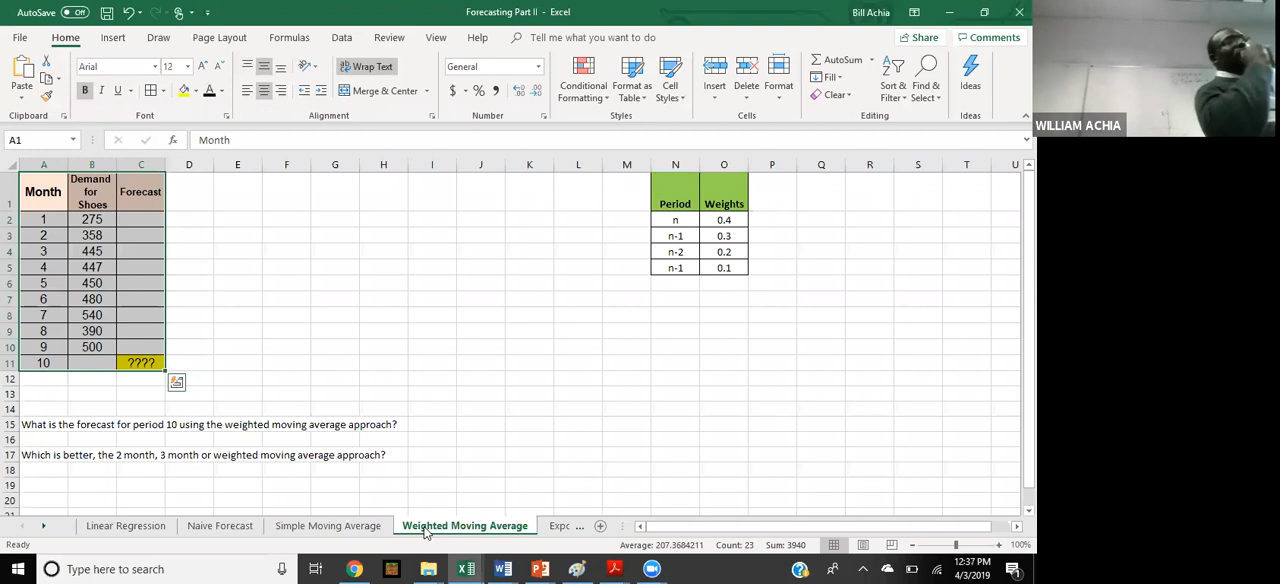 AutoSave Off
Forecasting Part II - Excel
Bill Achia
File Home Insert Draw Page Layout Formulas Data Review View Help Tell me what you want to do Share Comments
Arial 12 Wrap Text General AutoSum
Paste B I U Merge & Center $ % Conditional Formatting Format as Table Cell Styles Insert Delete Format Fill Clear Sort & Filter Find & Select Ideas
Clipboard Font Alignment Number Styles Cells Editing Ideas
WILLIAM ACHIA
A1 fx Month
A B C D E F G H I J K L M N O P Q R S T U
1 Month Demand for Shoes Forecast Period Weights
2 1 275 n 0.4
3 2 358 n-1 0.3
4 3 445 n-2 0.2
5 4 447 n-1 0.1
6 5 450
7 6 480
8 7 540
9 8 390
10 9 500
11 10 ????
12
13
14
15 What is the forecast for period 10 using the weighted moving average approach?
16
17 Which is better, the 2 month, 3 month or weighted moving average approach?
18
19
20
21
Linear Regression Naive Forecast Simple Moving Average Weighted Moving Average Expc ...
Ready Average: 207.3684211 Count: 23 Sum: 3940 100%
Type here to search
12:37 PM
4/3/2019